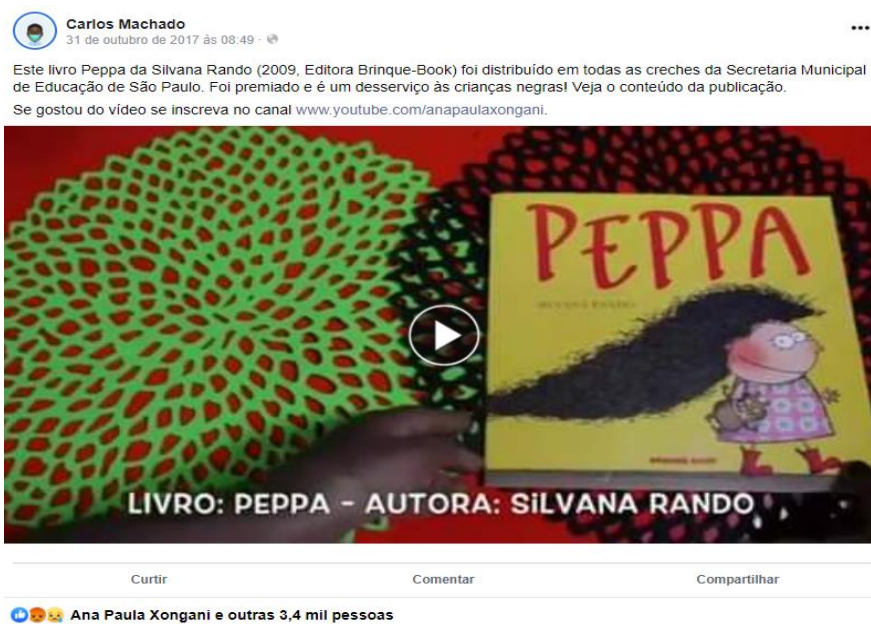 Carlos Machado
31 de outubro de 2017 às 08:49 ·
Este livro Peppa da Silvana Rando (2009, Editora Brinque-Book) foi distribuído em todas as creches da Secretaria Municipal
de Educação de São Paulo. Foi premiado e é um desserviço às crianças negras! Veja o conteúdo da publicação.
Se gostou do vídeo se inscreva no canal www.youtube.com/anapaulaxongani.
PEPPA
SILVANA RANDO
LIVRO: PEPPA - AUTORA: SiLVANA RANDO
Curtir Comentar Compartilhar
Ana Paula Xongani e outras 3,4 mil pessoas